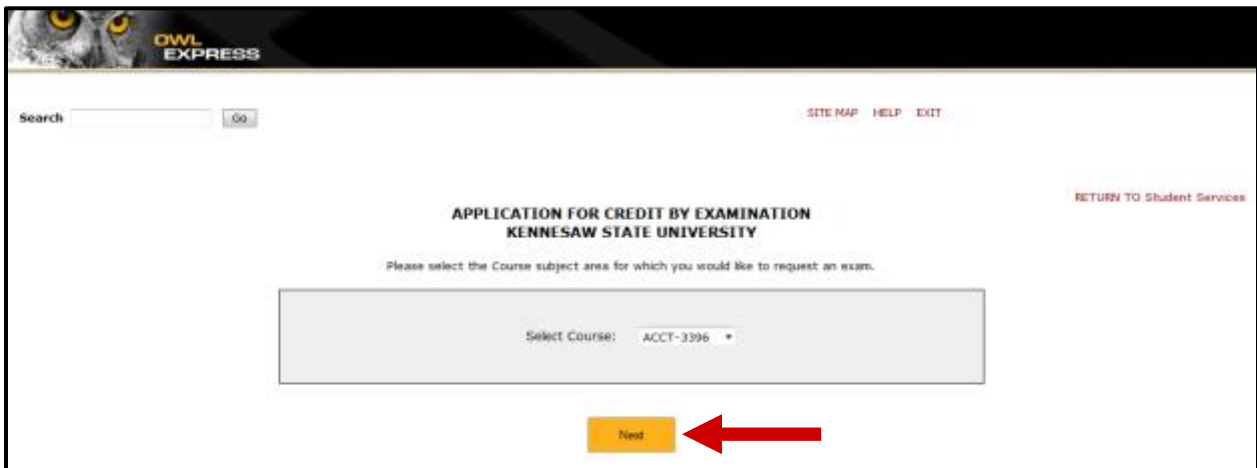 OWL
EXPRESS
Search
Go
SITE MAP HELP EXIT
RETURN TO Student Services
APPLICATION FOR CREDIT BY EXAMINATION
KENNESAW STATE UNIVERSITY
Please select the Course subject area for which you would like to request an exam.
Select Course: ACCT-3396
Next